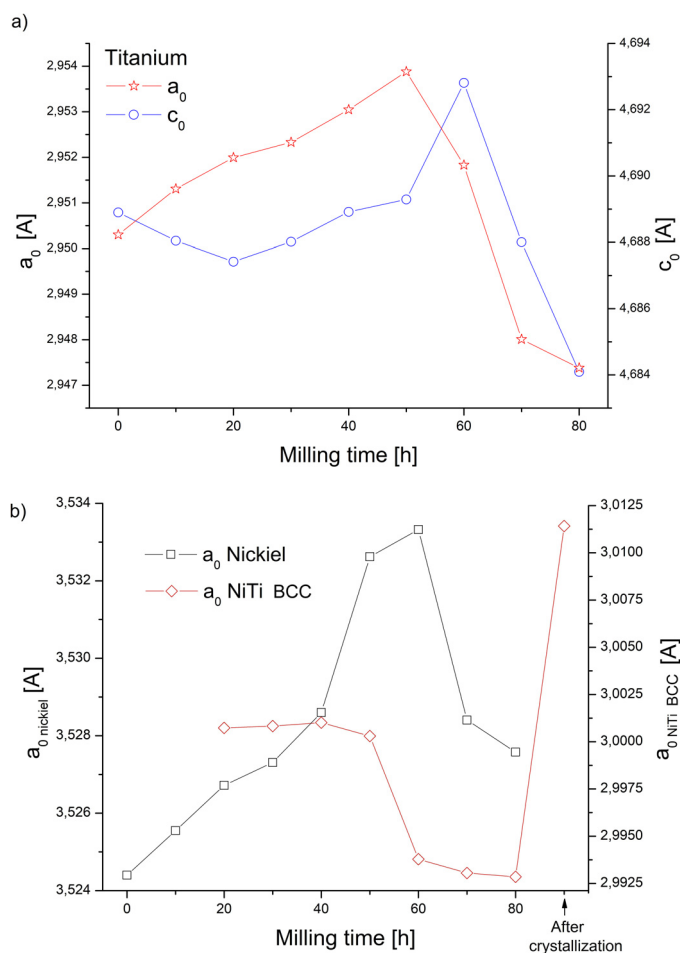 a)
Titanium
a0
c0
2,954
2,953
2,952
2,951
2,950
2,949
2,948
2,947
a0 [A]
4,694
4,692
4,690
4,688
4,686
4,684
c0 [A]
0 20 40 60 80
Milling time [h]
b)
a0 Nickiel
a0 NiTi BCC
3,534
3,532
3,530
3,528
3,526
3,524
a0 nickiel [A]
3,0125
3,0100
3,0075
3,0050
3,0025
3,0000
2,9975
2,9950
2,9925
a0 NiTi BCC [A]
0 20 40 60 80
Milling time [h]
After
crystallization